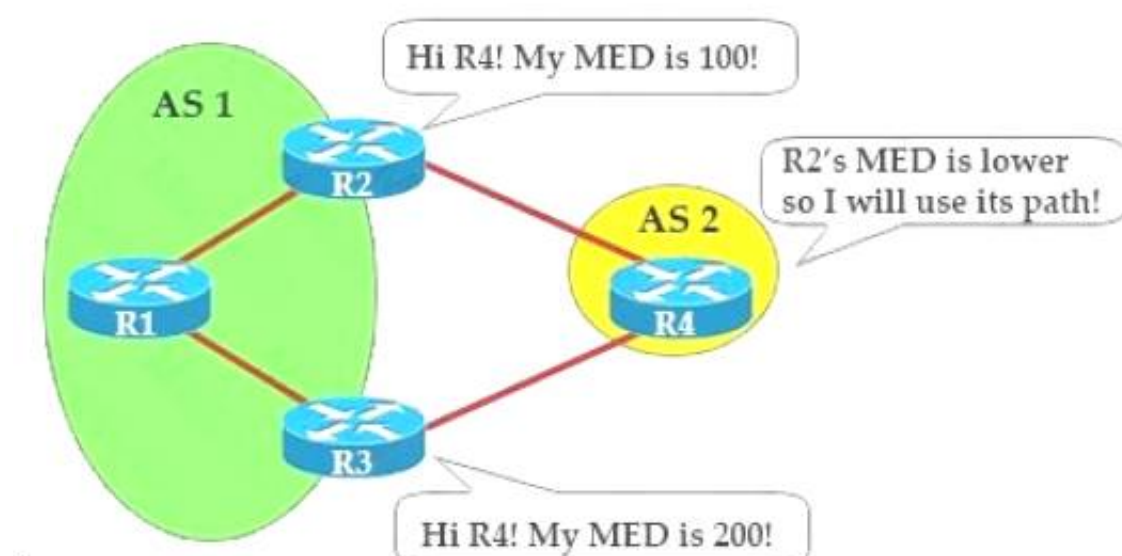 Hi R4! My MED is 100!
AS 1
R2
R2's MED is lower
so I will use its path!
AS 2
R1
R4
R3
Hi R4! My MED is 200!